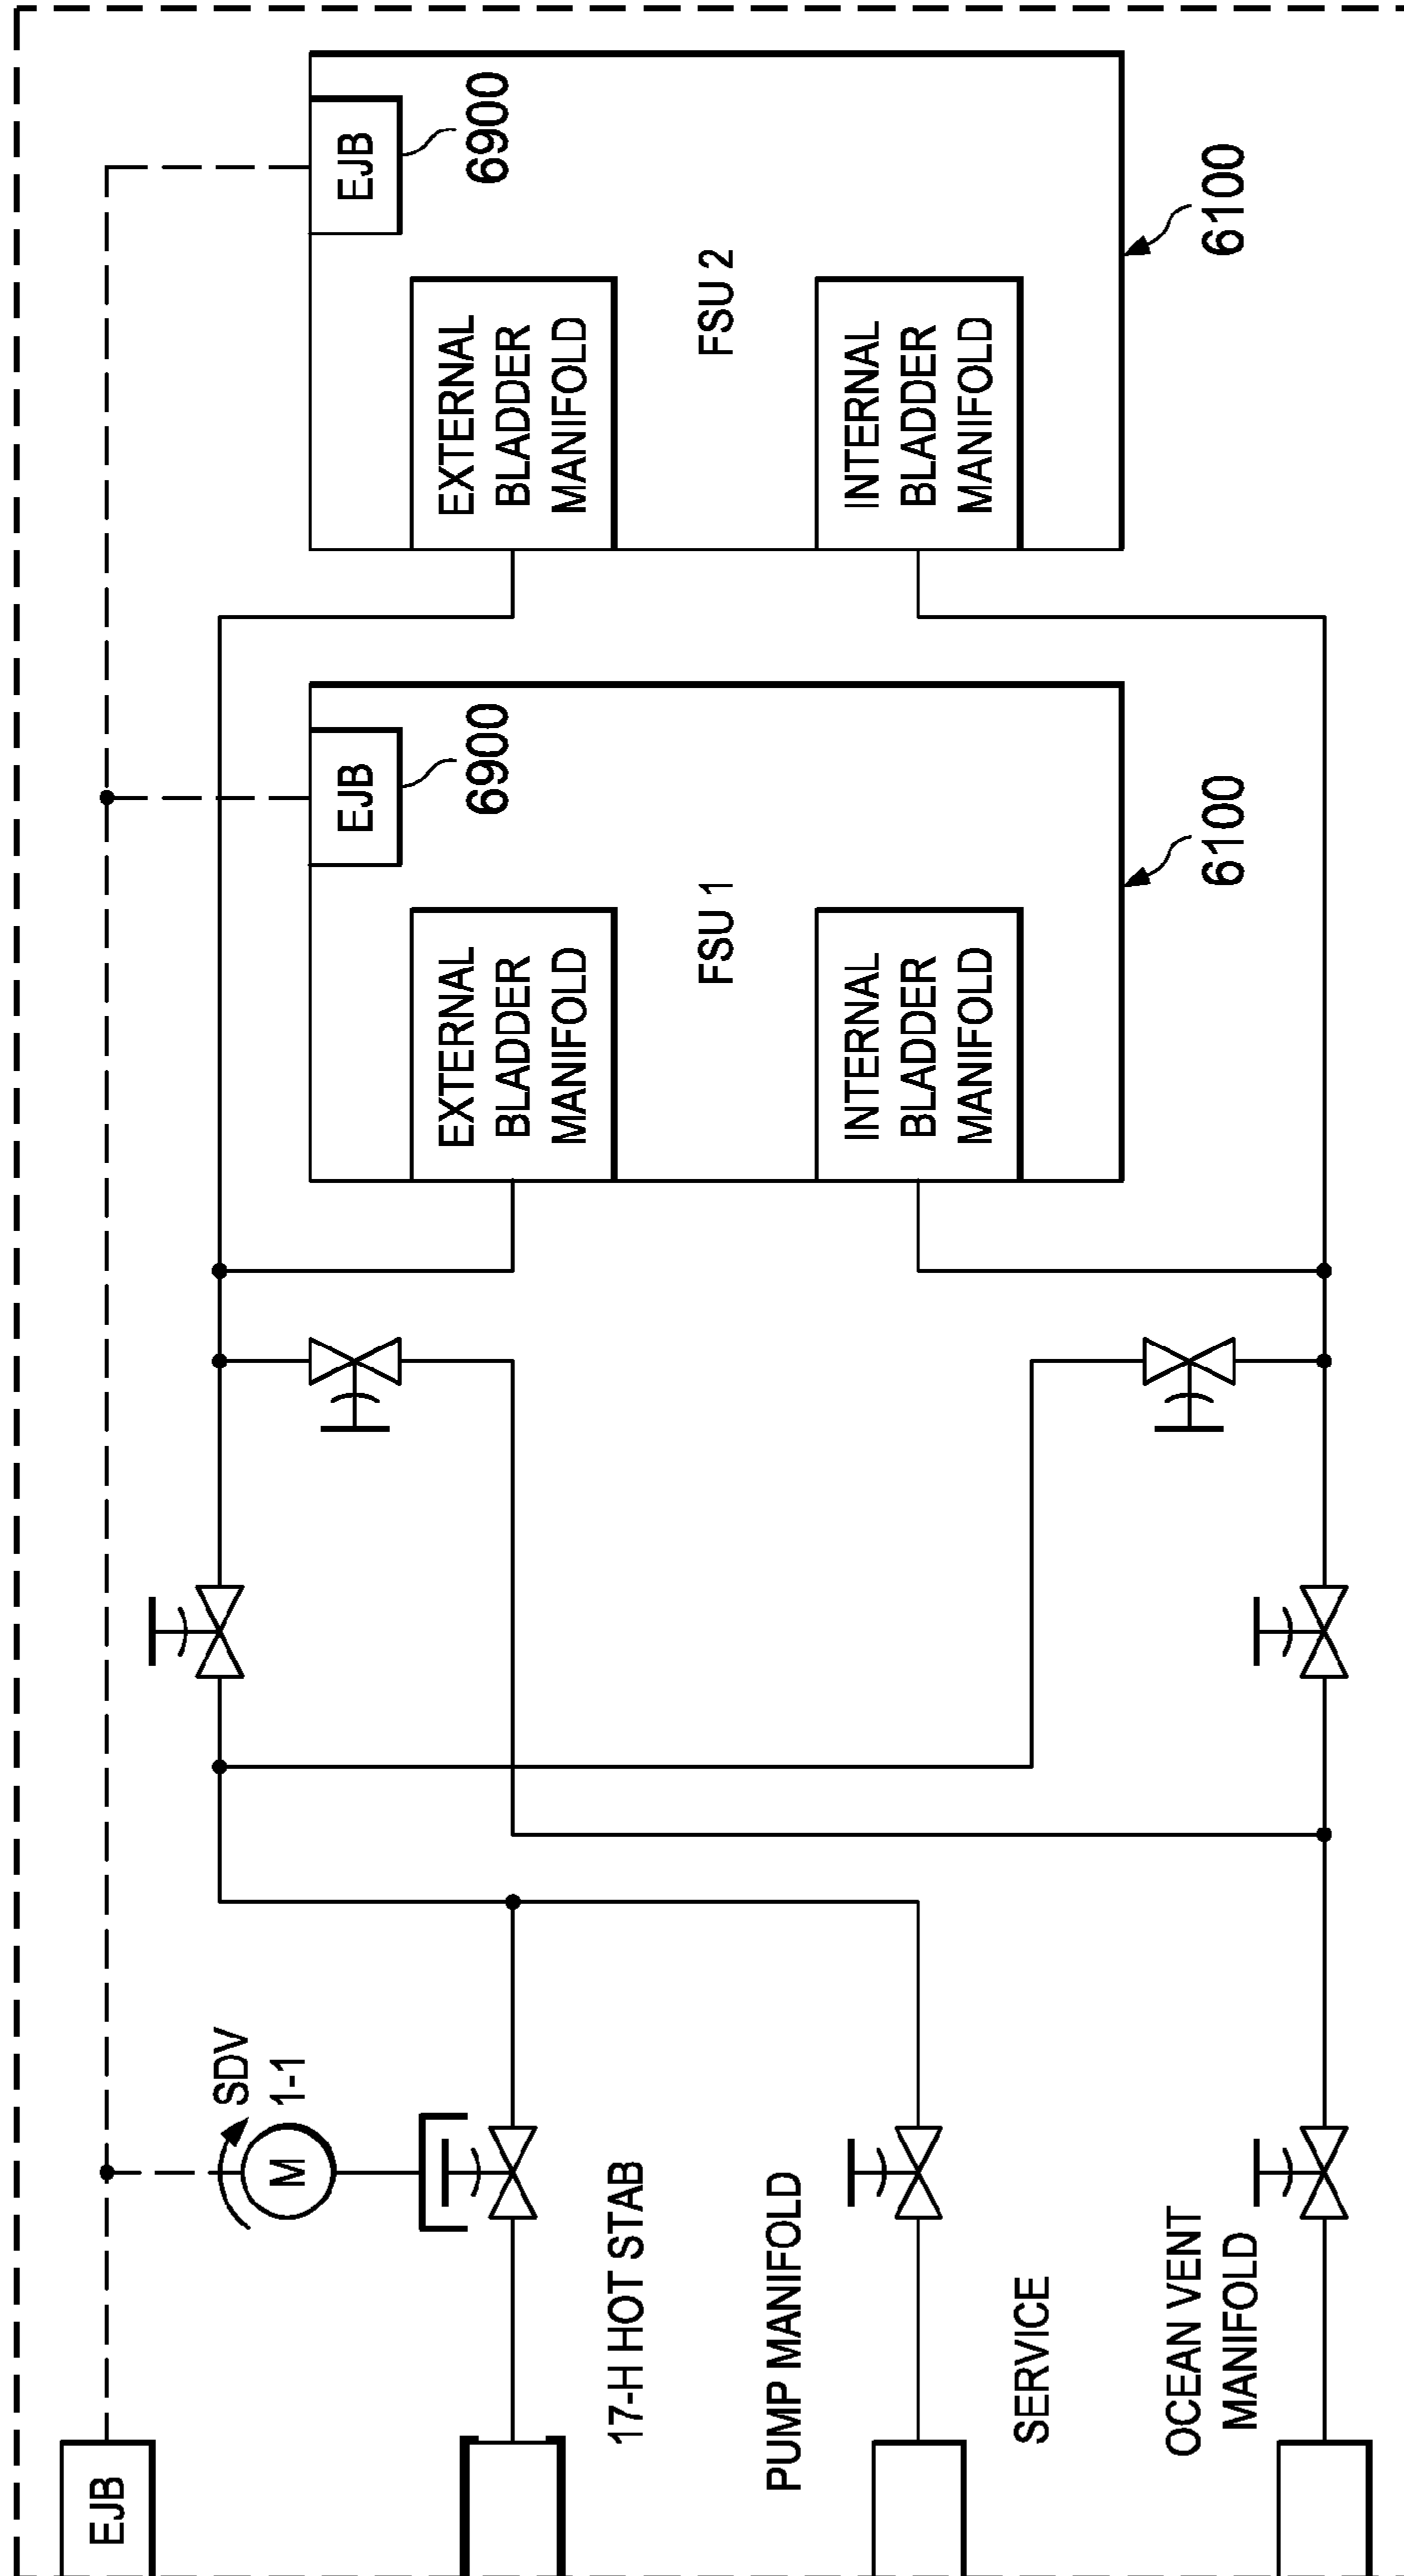 EJB
SDV
1-1
M
17-H HOT STAB
PUMP MANIFOLD
SERVICE
OCEAN VENT
MANIFOLD
EJB
6900
EXTERNAL
BLADDER
MANIFOLD
FSU 1
INTERNAL
BLADDER
MANIFOLD
6100
EJB
6900
EXTERNAL
BLADDER
MANIFOLD
FSU 2
INTERNAL
BLADDER
MANIFOLD
6100